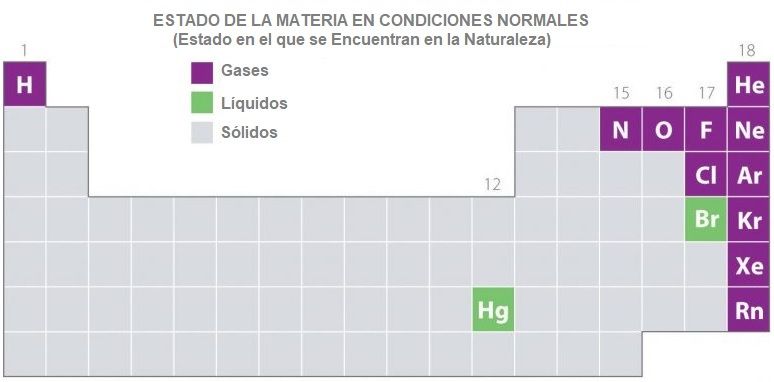 ESTADO DE LA MATERIA EN CONDICIONES NORMALES
(Estado en el que se Encuentran en la Naturaleza)
1
18
Gases
H
He
Líquidos
15
16
17
Sólidos
N
O
F
Ne
12
Cl
Ar
Br
Kr
Xe
Hg
Rn